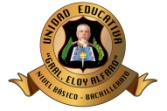 UNIDAD EDUCATIVA
"GRAL. ELOY ALFARO"
NIVEL BÁSICO - BACHILLERATO